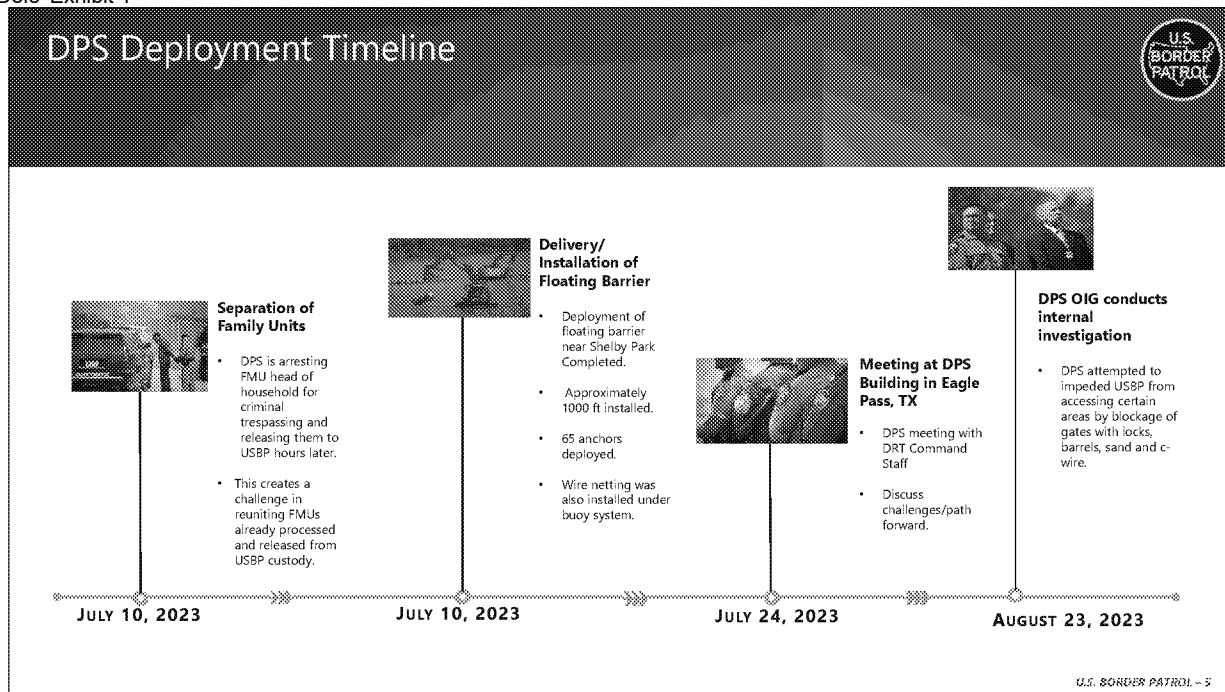 DPS Deployment Timeline
U.S.
BORDER
PATROL
Separation of
Family Units
• DPS is arresting
FMU head of
household for
criminal
trespassing and
releasing them to
USBP hours later.
• This creates a
challenge in
reuniting FMUs
already processed
and released from
USBP custody.
JULY 10, 2023
Delivery/
Installation of
Floating Barrier
• Deployment of
floating barrier
near Shelby Park
Completed.
• Approximately
1000 ft installed.
• 65 anchors
deployed.
• Wire netting was
also installed under
buoy system.
JULY 10, 2023
Meeting at DPS
Building in Eagle
Pass, TX
• DPS meeting with
DRT Command
Staff
• Discuss
challenges/path
forward.
JULY 24, 2023
DPS OIG conducts
internal
investigation
• DPS attempted to
impeded USBP from
accessing certain
areas by blockage of
gates with locks,
barrels, sand and c-
wire.
AUGUST 23, 2023
U.S. BORDER PATROL – 5